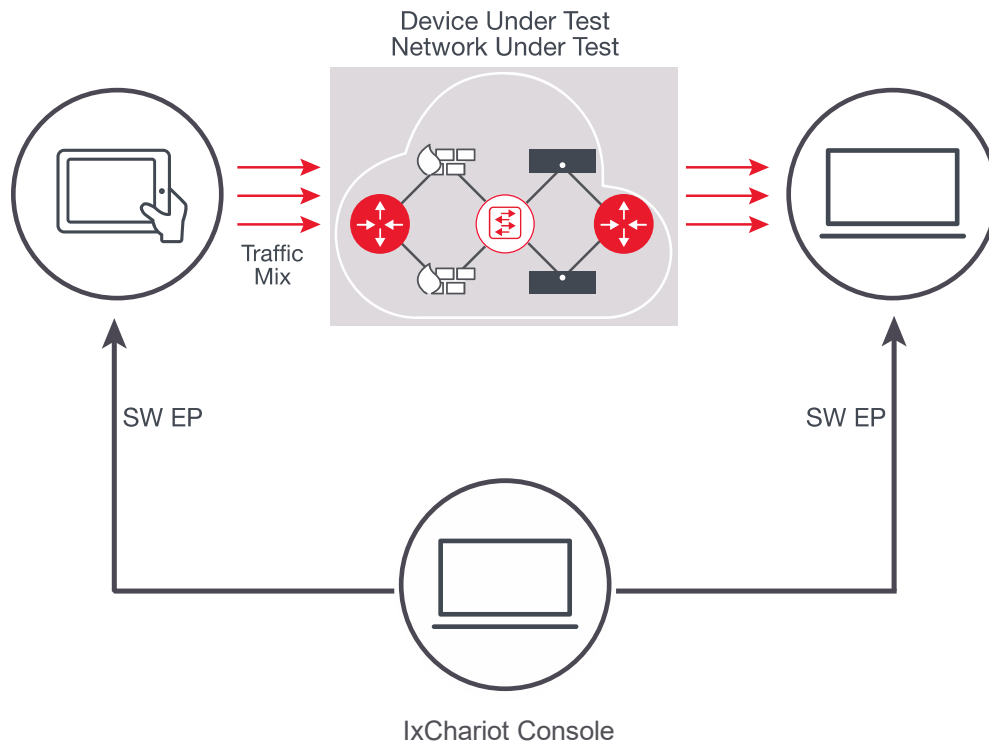 Device Under Test
Network Under Test
Traffic
Mix
SW EP
SW EP
IxChariot Console